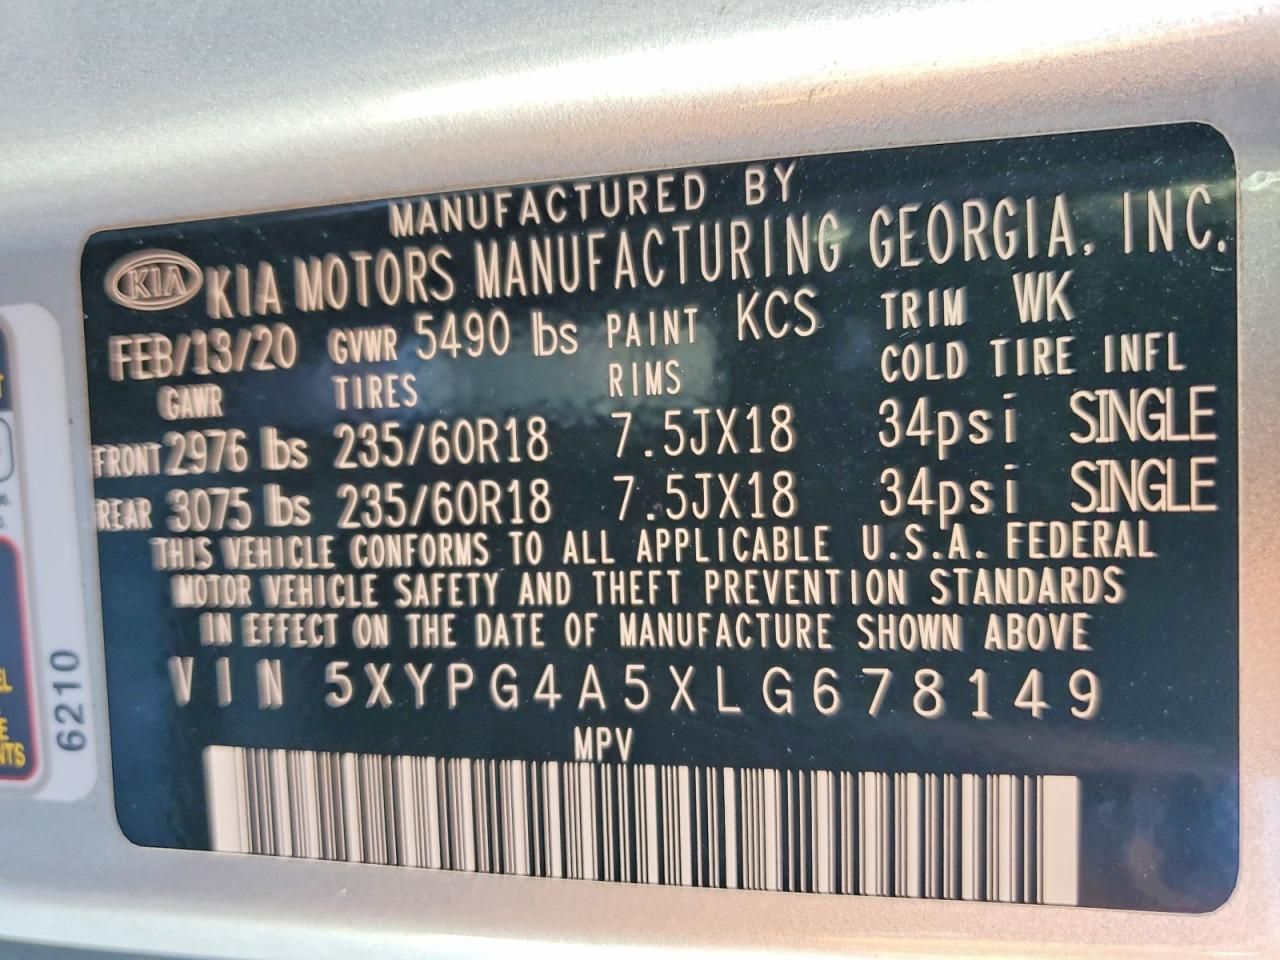 MANUFACTURED BY
KIA KIA MOTORS MANUFACTURING GEORGIA, INC.
FEB/13/20 GVWR 5490 lbs PAINT KCS TRIM WK
GAWR TIRES RIMS COLD TIRE INFL
FRONT 2976 lbs 235/60R18 7.5JX18 34psi SINGLE
REAR 3075 lbs 235/60R18 7.5JX18 34psi SINGLE
THIS VEHICLE CONFORMS TO ALL APPLICABLE U.S.A. FEDERAL
MOTOR VEHICLE SAFETY AND THEFT PREVENTION STANDARDS
IN EFFECT ON THE DATE OF MANUFACTURE SHOWN ABOVE
VIN 5XYPG4A5XLG678149
MPV
6210